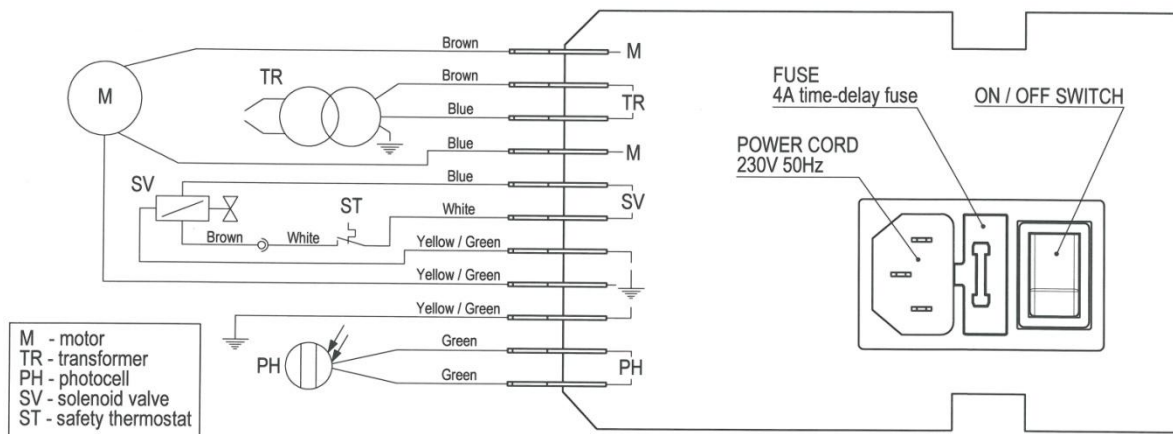 Brown
M
TR
Brown
TR
Blue
M
Blue
M
SV
Blue
SV
ST
White
Brown
White
Yellow / Green
Yellow / Green
Yellow / Green
PH
Green
PH
Green
FUSE
4A time-delay fuse
ON / OFF SWITCH
POWER CORD
230V 50Hz
M - motor
TR - transformer
PH - photocell
SV - solenoid valve
ST - safety thermostat